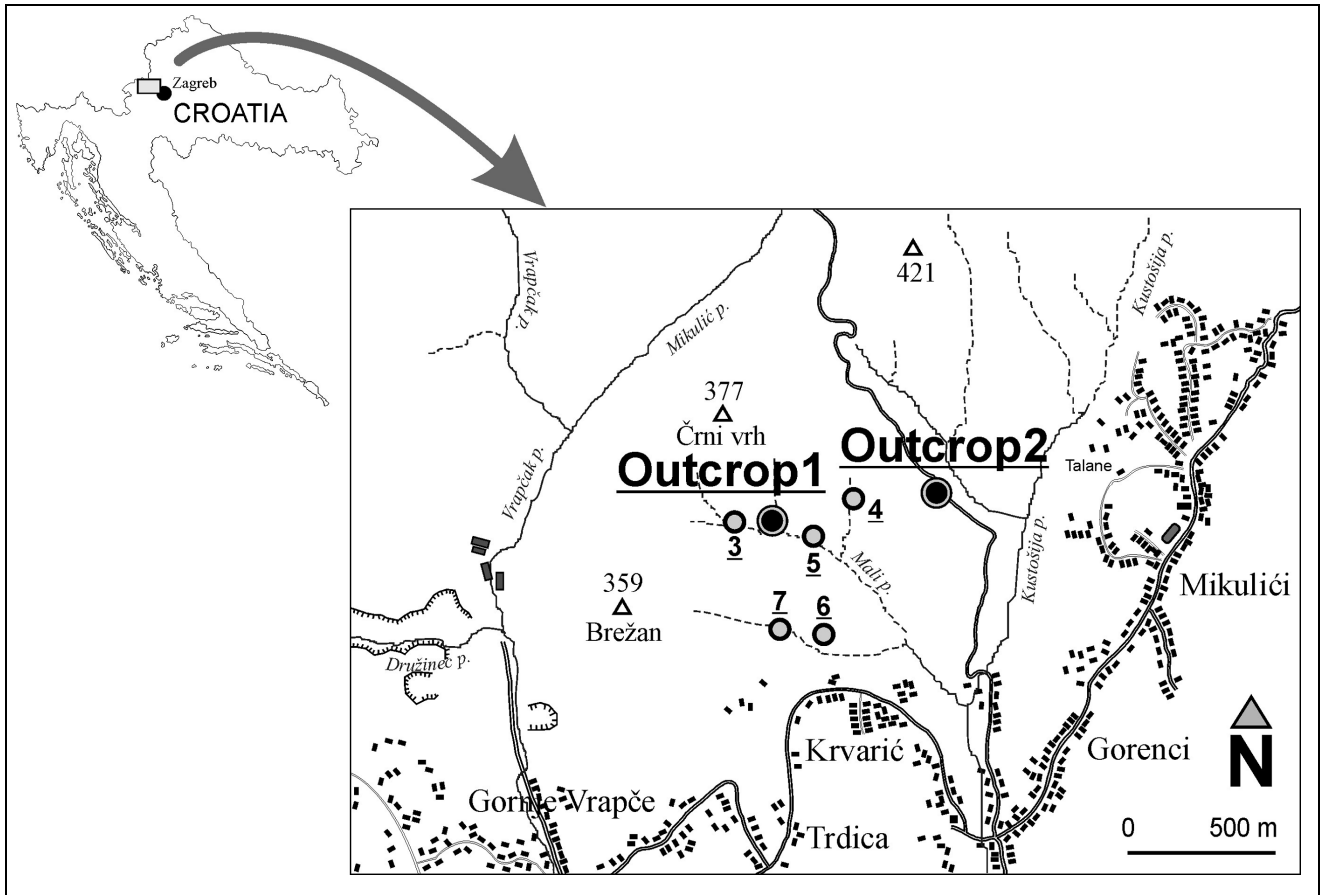 Zagreb
CROATIA
Vrapčak p.
Mikulić p.
421
Kustošija p.
377
Črni vrh
Outcrop1
Outcrop2
Talane
Vrapčak p.
3
4
5
Mali p.
Kustošija p.
Mikulići
359
Brežan
7
6
Družinec p.
Krvarić
Gorenci
N
Gornje Vrapče
Trdica
0 500 m